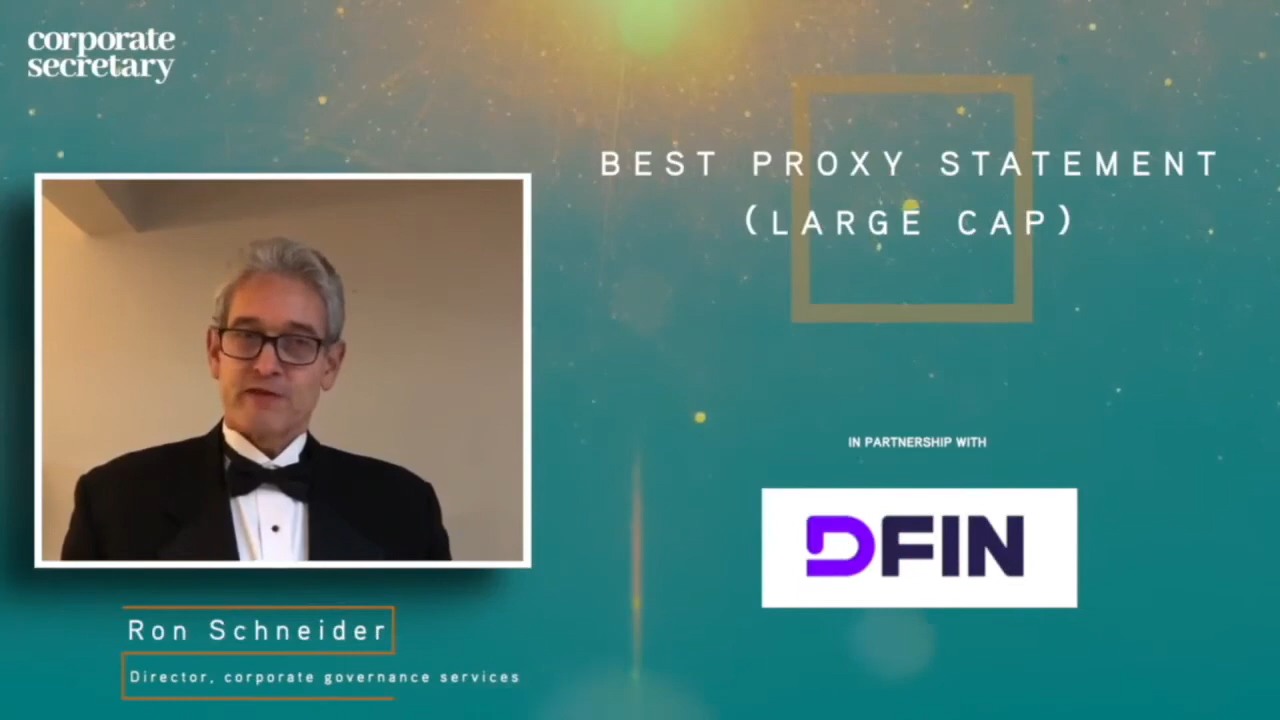 corporate
secretary
BEST PROXY STATEMENT
(LARGE CAP)
IN PARTNERSHIP WITH
DFIN
Ron Schneider
Director, corporate governance services